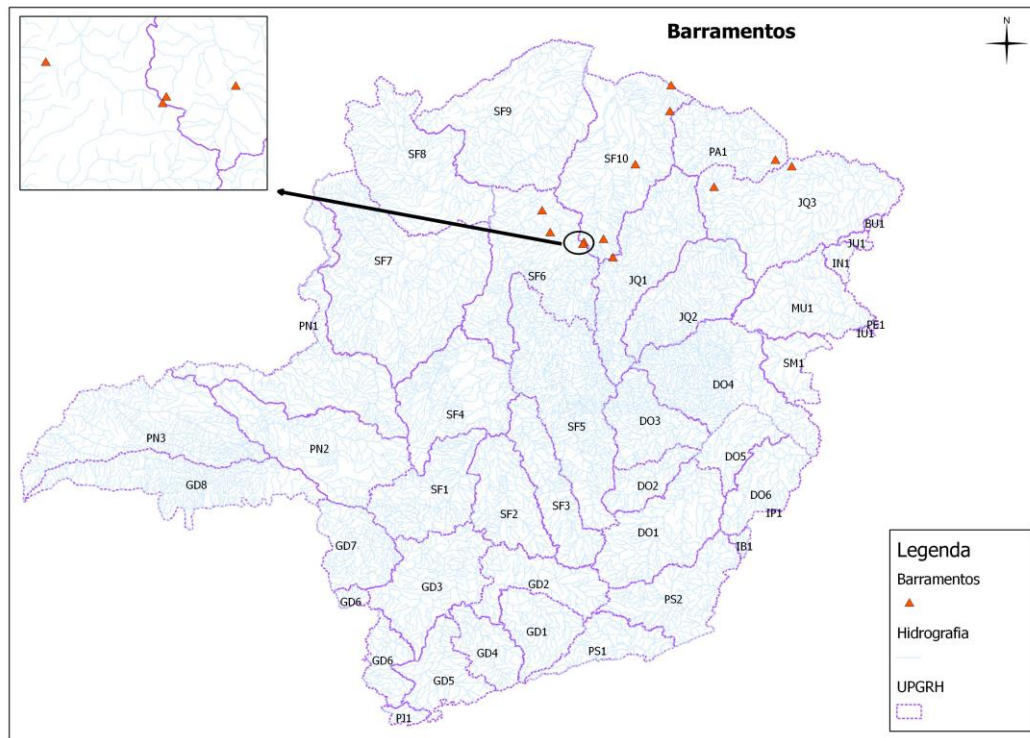 Barramentos
N
SF9
SF8
SF10
PA1
JQ3
BU1
JU1
IN1
SF7
SF6
JQ1
JQ2
MU1
PE1
IU1
PN1
SM1
DO4
SF4
SF5
DO3
PN3
PN2
DO5
GD8
SF1
DO2
DO6
SF2
SF3
IP1
DO1
GD7
IB1
GD3
GD2
GD6
PS2
GD1
PS1
GD6
GD4
GD5
PJ1
Legenda
Barramentos
Hidrografia
UPGRH